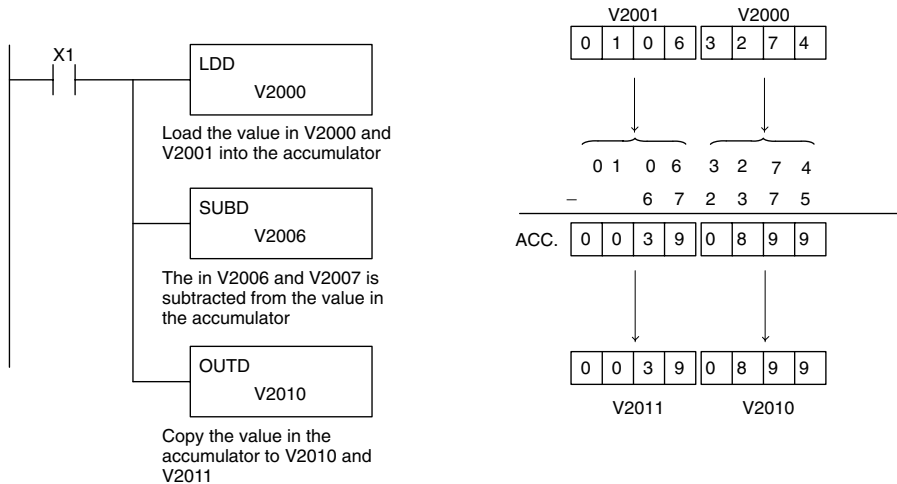 X1
LDD
V2000
Load the value in V2000 and
V2001 into the accumulator
SUBD
V2006
The in V2006 and V2007 is
subtracted from the value in
the accumulator
OUTD
V2010
Copy the value in the
accumulator to V2010 and
V2011
V2001 V2000
0 1 0 6 3 2 7 4
0 1 0 6 3 2 7 4
– 6 7 2 3 7 5
ACC. 0 0 3 9 0 8 9 9
0 0 3 9 0 8 9 9
V2011 V2010